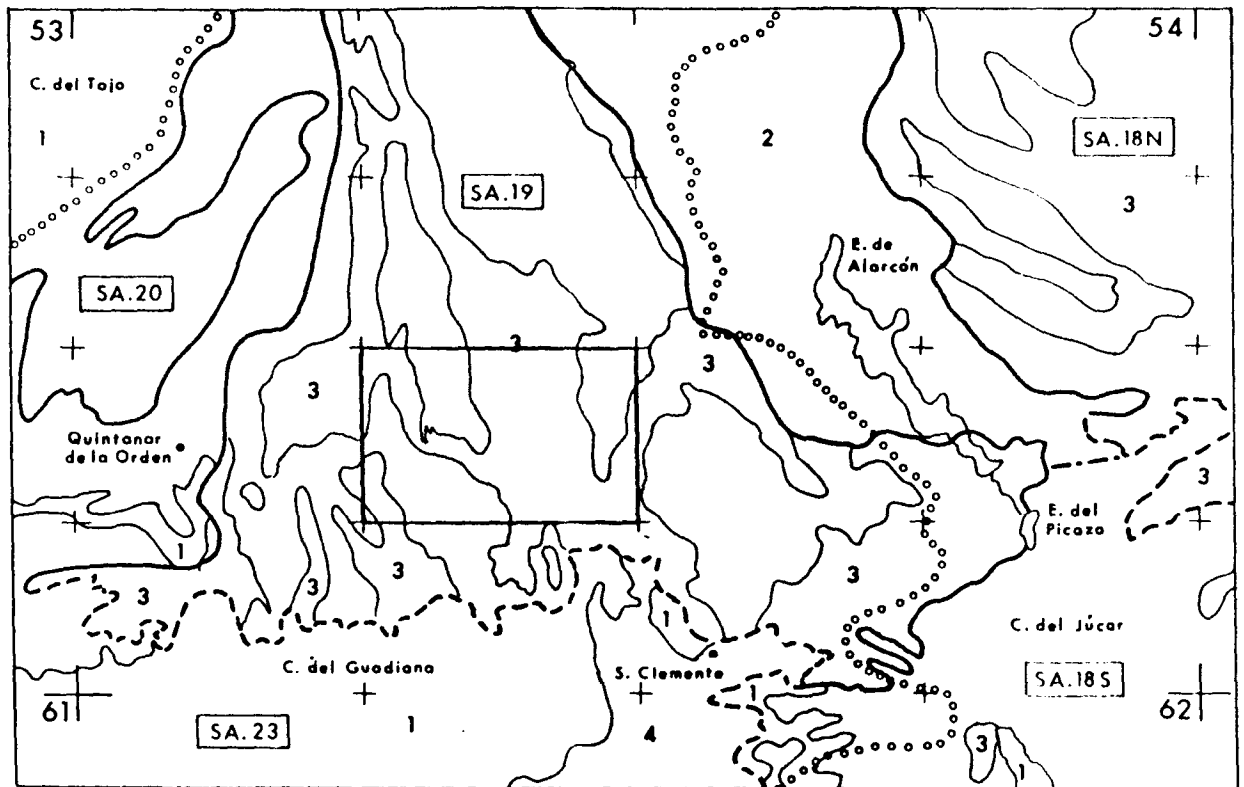 53
54
C. del Tajo
1
2
SA.18N
SA.19
3
E. de
Alarcón
SA.20
3
3
3
Quintanar
de la Orden
3
E. del
Picazo
1
3
3
3
3
1
C. del Júcar
C. del Guadiana
S. Clemente
SA.18S
61
1
62
SA.23
1
4
3
1